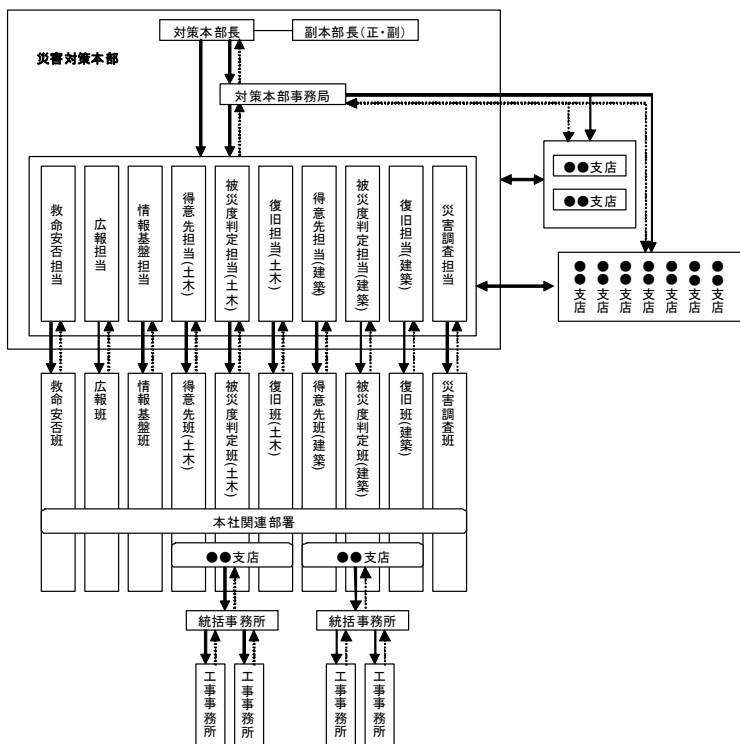 対策本部長
副本部長(正・副)
災害対策本部
対策本部事務局
救命安否担当
広報担当
情報基盤担当
得意先担当(土木)
被災度判定担当(土木)
復旧担当(土木)
得意先担当(建築)
被災度判定担当(建築)
復旧担当(建築)
災害調査担当
●●支店
●●支店
●●支店
●●支店
●●支店
●●支店
●●支店
●●支店
●●支店
救命安否班
広報班
情報基盤班
得意先班(土木)
被災度判定班(土木)
復旧班(土木)
得意先班(建築)
被災度判定班(建築)
復旧班(建築)
災害調査班
本社関連部署
●●支店
●●支店
統括事務所
統括事務所
工事事務所
工事事務所
工事事務所
工事事務所